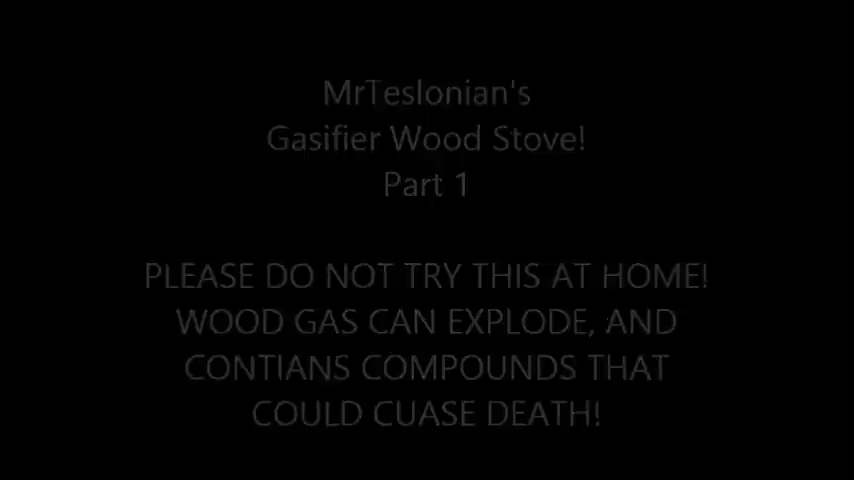 MrTeslonian's
Gasifier Wood Stove!
Part 1
PLEASE DO NOT TRY THIS AT HOME!
WOOD GAS CAN EXPLODE, AND
CONTIANS COMPOUNDS THAT
COULD CUASE DEATH!